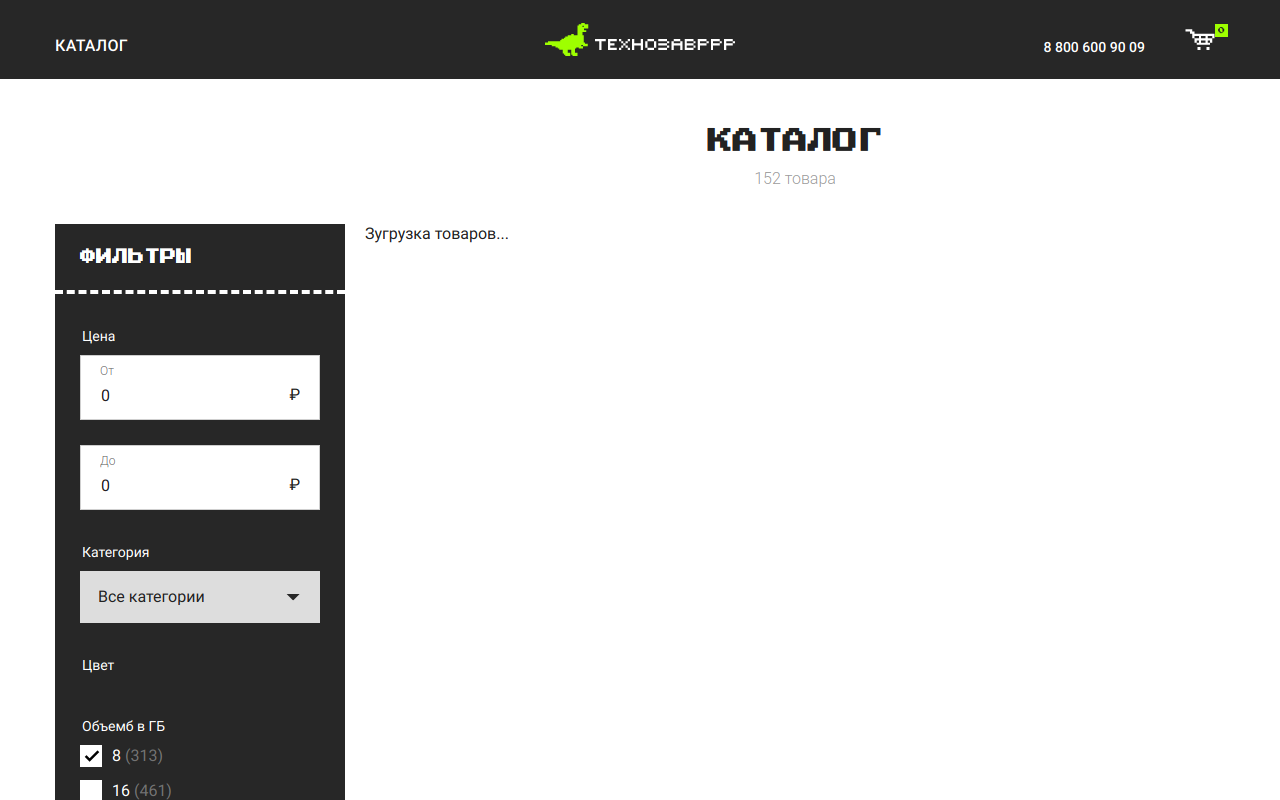 КАТАЛОГ
ТЕХНОЗАВРРР
8 800 600 90 09
0
КАТАЛОГ
152 товара
ФИЛЬТРЫ
Зугрузка товаров...
Цена
От
0 ₽
До
0 ₽
Категория
Все категории
Цвет
Объемб в ГБ
8 (313)
16 (461)